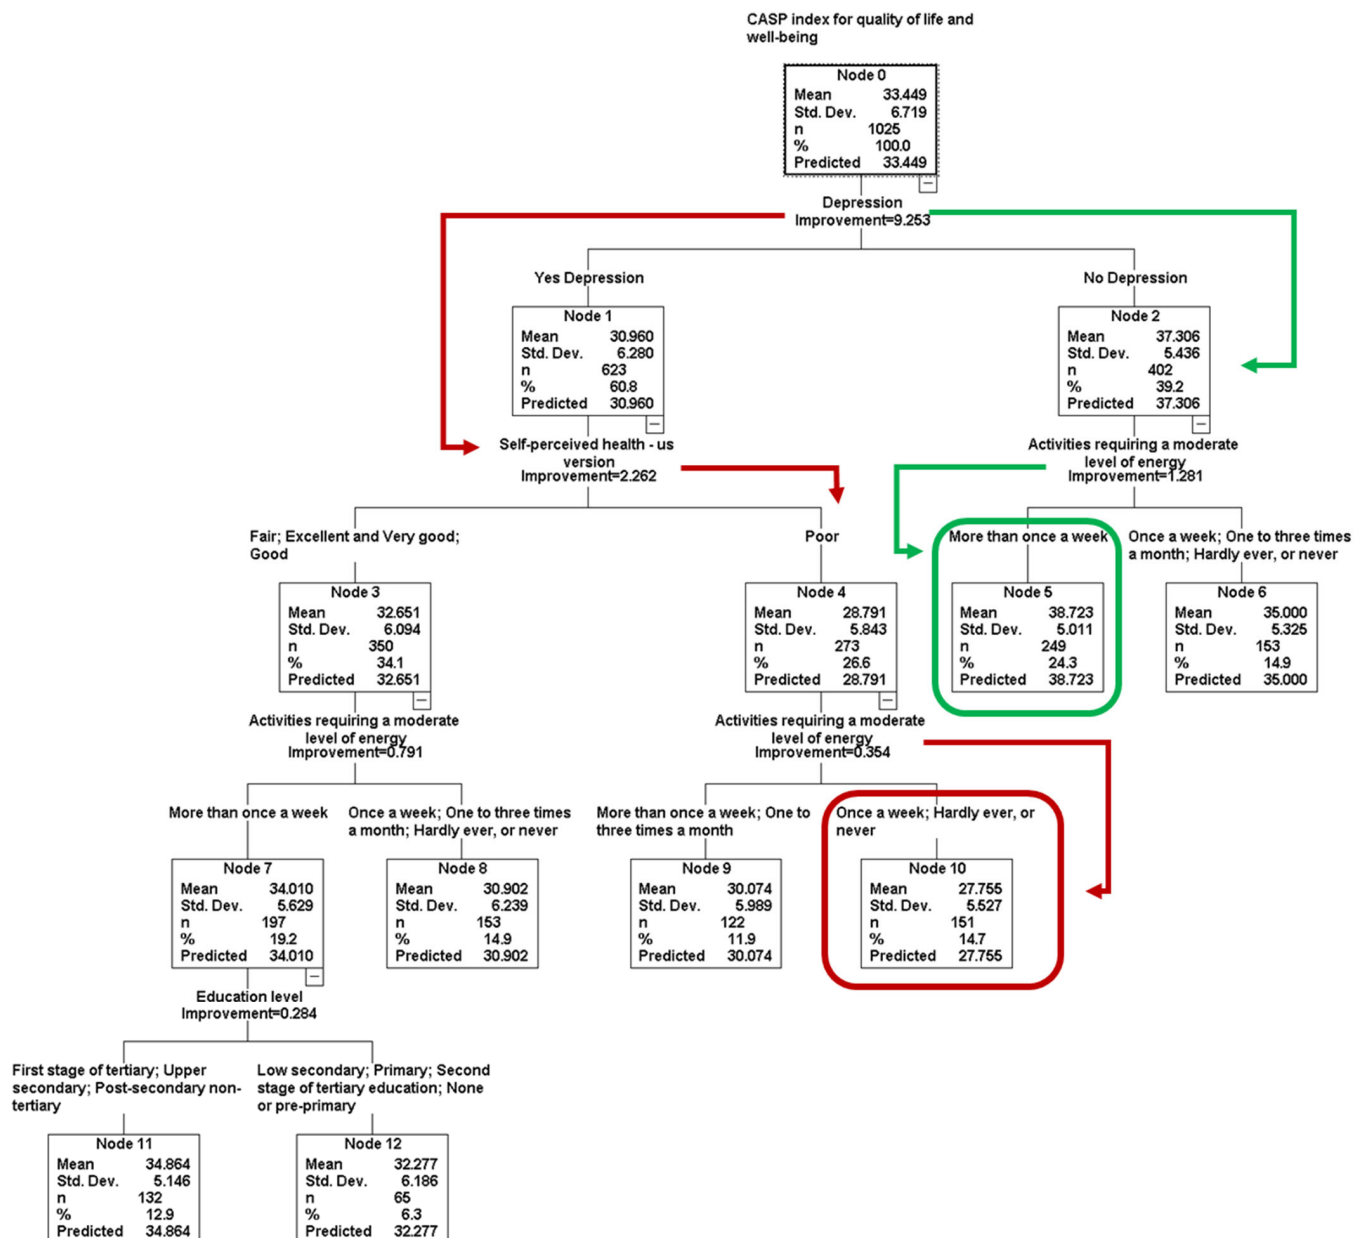 CASP index for quality of life and
well-being
Node 0
Mean 33.449
Std. Dev. 6.719
n 1025
% 100.0
Predicted 33.449
Depression
Improvement=9.253
Yes Depression
No Depression
Node 1
Mean 30.960
Std. Dev. 6.280
n 623
% 60.8
Predicted 30.960
Node 2
Mean 37.306
Std. Dev. 5.436
n 402
% 39.2
Predicted 37.306
Self-perceived health - us
version
Improvement=2.262
Activities requiring a moderate
level of energy
Improvement=1.281
Fair; Excellent and Very good;
Good
Poor
More than once a week
Once a week; One to three times
a month; Hardly ever, or never
Node 3
Mean 32.651
Std. Dev. 6.094
n 350
% 34.1
Predicted 32.651
Node 4
Mean 28.791
Std. Dev. 5.843
n 273
% 26.6
Predicted 28.791
Node 5
Mean 38.723
Std. Dev. 5.011
n 249
% 24.3
Predicted 38.723
Node 6
Mean 35.000
Std. Dev. 5.325
n 153
% 14.9
Predicted 35.000
Activities requiring a moderate
level of energy
Improvement=0.791
Activities requiring a moderate
level of energy
Improvement=0.354
More than once a week
Once a week; One to three times
a month; Hardly ever, or never
More than once a week; One to
three times a month
Once a week; Hardly ever, or
never
Node 7
Mean 34.010
Std. Dev. 5.629
n 197
% 19.2
Predicted 34.010
Node 8
Mean 30.902
Std. Dev. 6.239
n 153
% 14.9
Predicted 30.902
Node 9
Mean 30.074
Std. Dev. 5.989
n 122
% 11.9
Predicted 30.074
Node 10
Mean 27.755
Std. Dev. 5.527
n 151
% 14.7
Predicted 27.755
Education level
Improvement=0.284
First stage of tertiary; Upper
secondary; Post-secondary non-
tertiary
Low secondary; Primary; Second
stage of tertiary education; None
or pre-primary
Node 11
Mean 34.864
Std. Dev. 5.146
n 132
% 12.9
Predicted 34.864
Node 12
Mean 32.277
Std. Dev. 6.186
n 65
% 6.3
Predicted 32.277